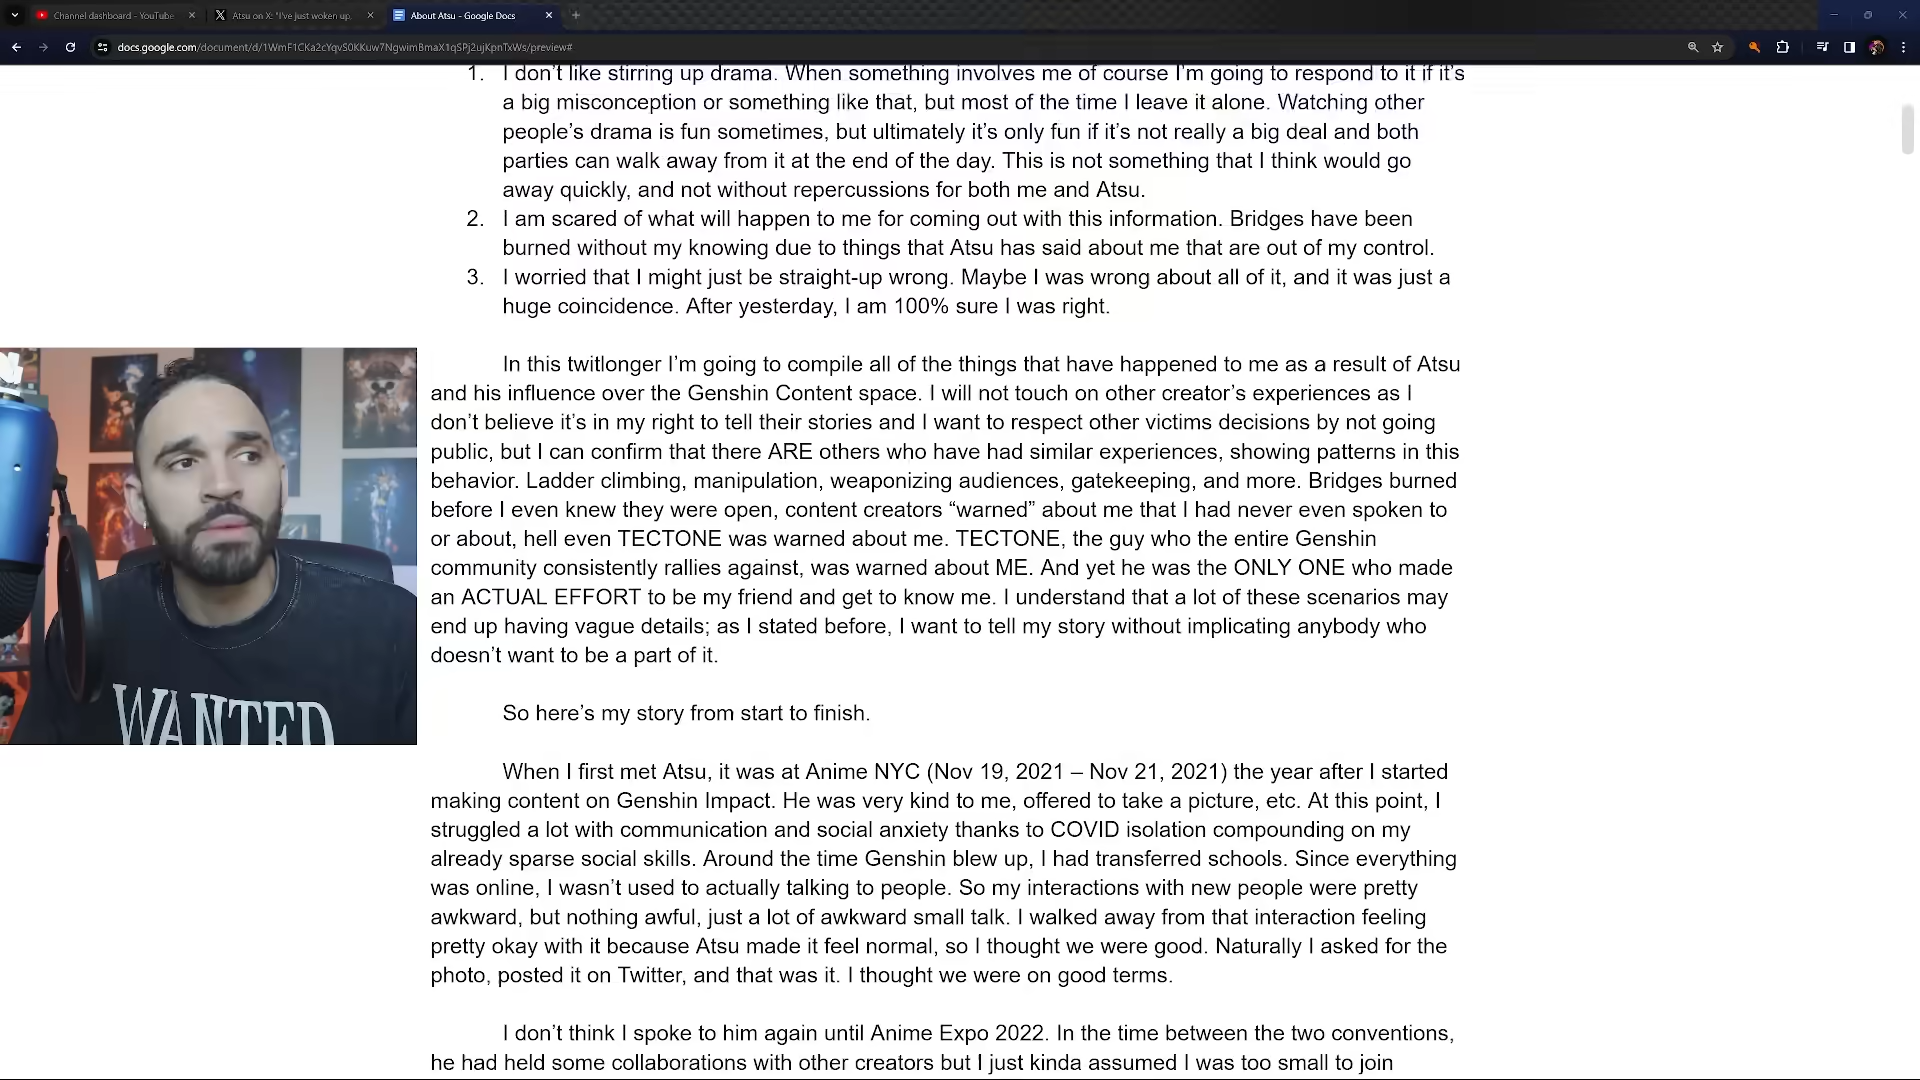 Channel dashboard - YouTube
Atsu on X: "I've just woken up,
About Atsu - Google Docs
docs.google.com/document/d/1WmF1CKa2cYqvS0KKuw7NgwimBmaX1qSPj2ujKpnTxWs/preview#
1. I don't like stirring up drama. When something involves me of course I'm going to respond to it if it's
a big misconception or something like that, but most of the time I leave it alone. Watching other
people's drama is fun sometimes, but ultimately it's only fun if it's not really a big deal and both
parties can walk away from it at the end of the day. This is not something that I think would go
away quickly, and not without repercussions for both me and Atsu.
2. I am scared of what will happen to me for coming out with this information. Bridges have been
burned without my knowing due to things that Atsu has said about me that are out of my control.
3. I worried that I might just be straight-up wrong. Maybe I was wrong about all of it, and it was just a
huge coincidence. After yesterday, I am 100% sure I was right.
In this twitlonger I'm going to compile all of the things that have happened to me as a result of Atsu
and his influence over the Genshin Content space. I will not touch on other creator's experiences as I
don't believe it's in my right to tell their stories and I want to respect other victims decisions by not going
public, but I can confirm that there ARE others who have had similar experiences, showing patterns in this
behavior. Ladder climbing, manipulation, weaponizing audiences, gatekeeping, and more. Bridges burned
before I even knew they were open, content creators “warned” about me that I had never even spoken to
or about, hell even TECTONE was warned about me. TECTONE, the guy who the entire Genshin
community consistently rallies against, was warned about ME. And yet he was the ONLY ONE who made
an ACTUAL EFFORT to be my friend and get to know me. I understand that a lot of these scenarios may
end up having vague details; as I stated before, I want to tell my story without implicating anybody who
doesn't want to be a part of it.
WANTED
So here's my story from start to finish.
When I first met Atsu, it was at Anime NYC (Nov 19, 2021 – Nov 21, 2021) the year after I started
making content on Genshin Impact. He was very kind to me, offered to take a picture, etc. At this point, I
struggled a lot with communication and social anxiety thanks to COVID isolation compounding on my
already sparse social skills. Around the time Genshin blew up, I had transferred schools. Since everything
was online, I wasn't used to actually talking to people. So my interactions with new people were pretty
awkward, but nothing awful, just a lot of awkward small talk. I walked away from that interaction feeling
pretty okay with it because Atsu made it feel normal, so I thought we were good. Naturally I asked for the
photo, posted it on Twitter, and that was it. I thought we were on good terms.
I don't think I spoke to him again until Anime Expo 2022. In the time between the two conventions,
he had held some collaborations with other creators but I just kinda assumed I was too small to join